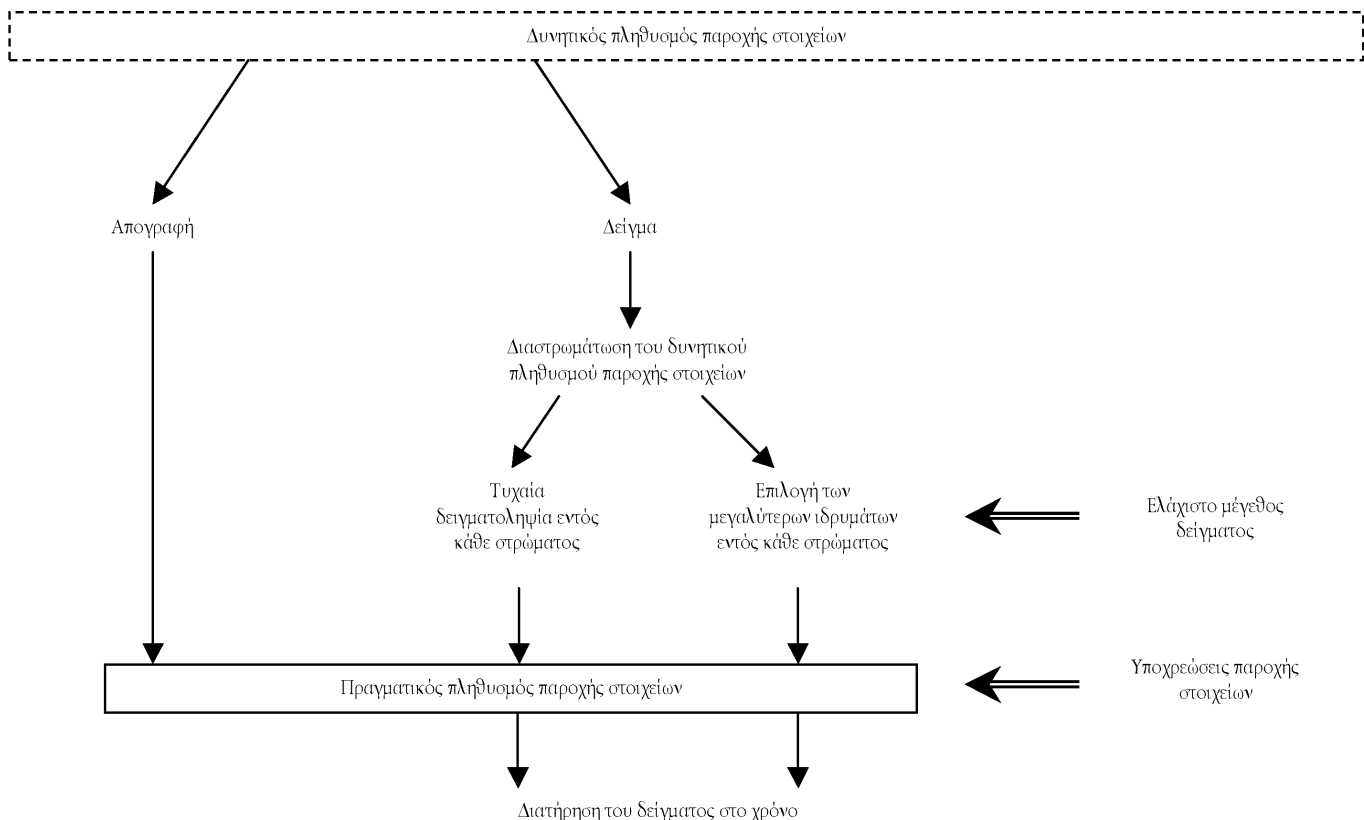 Δυνητικός πληθυσμός παροχής στοιχείων
Απογραφή
Δείγμα
Διαστρωμάτωση του δυνητικού
πληθυσμού παροχής στοιχείων
Τυχαία
δειγματοληψία εντός
κάθε στρώματος
Επιλογή των
μεγαλύτερων ιδρυμάτων
εντός κάθε στρώματος
Ελάχιστο μέγεθος
δείγματος
Πραγματικός πληθυσμός παροχής στοιχείων
Υποχρεώσεις παροχής
στοιχείων
Διατήρηση του δείγματος στο χρόνο